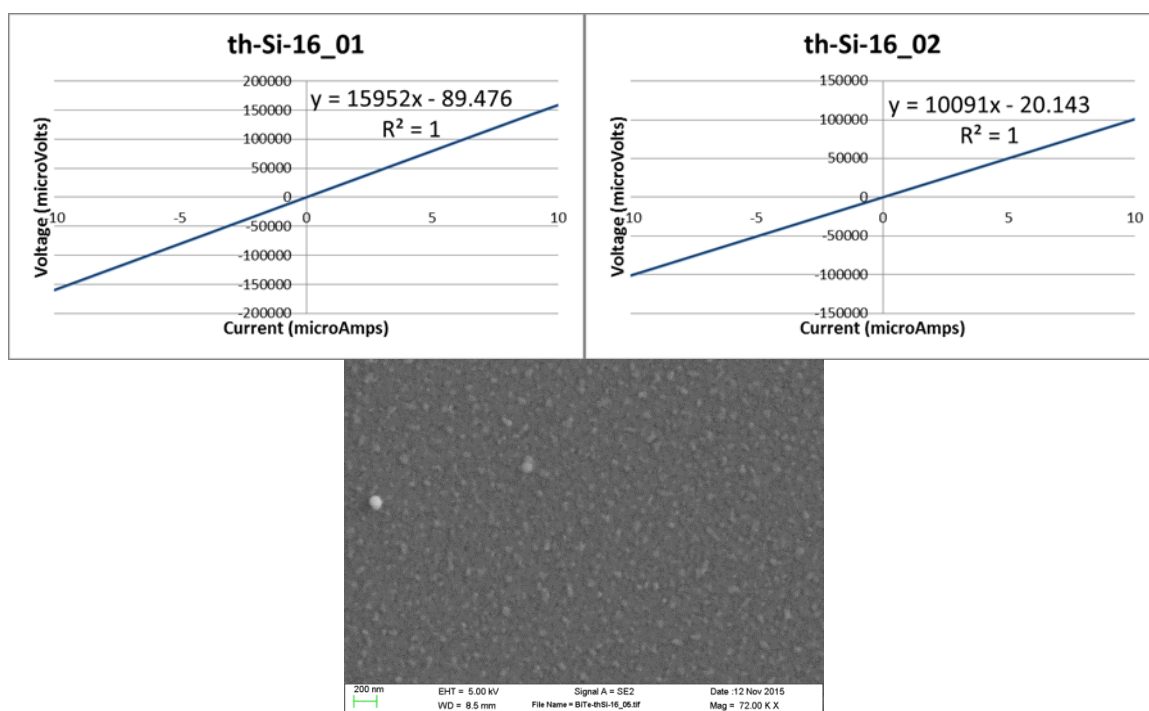 th-Si-16_01
200000
150000
100000
50000
0
-50000
-100000
-150000
-200000
10
-5
0
5
10
y = 15952x - 89.476
R² = 1
Voltage (microVolts)
Current (microAmps)
th-Si-16_02
150000
100000
50000
0
-50000
-100000
-150000
10
-5
0
5
10
y = 10091x - 20.143
R² = 1
Voltage (microVolts)
Current (microAmps)
200 nm
EHT = 5.00 kV
WD = 8.5 mm
Signal A = SE2
File Name = BiTe-thSi-16_05.tif
Date :12 Nov 2015
Mag = 72.00 K X